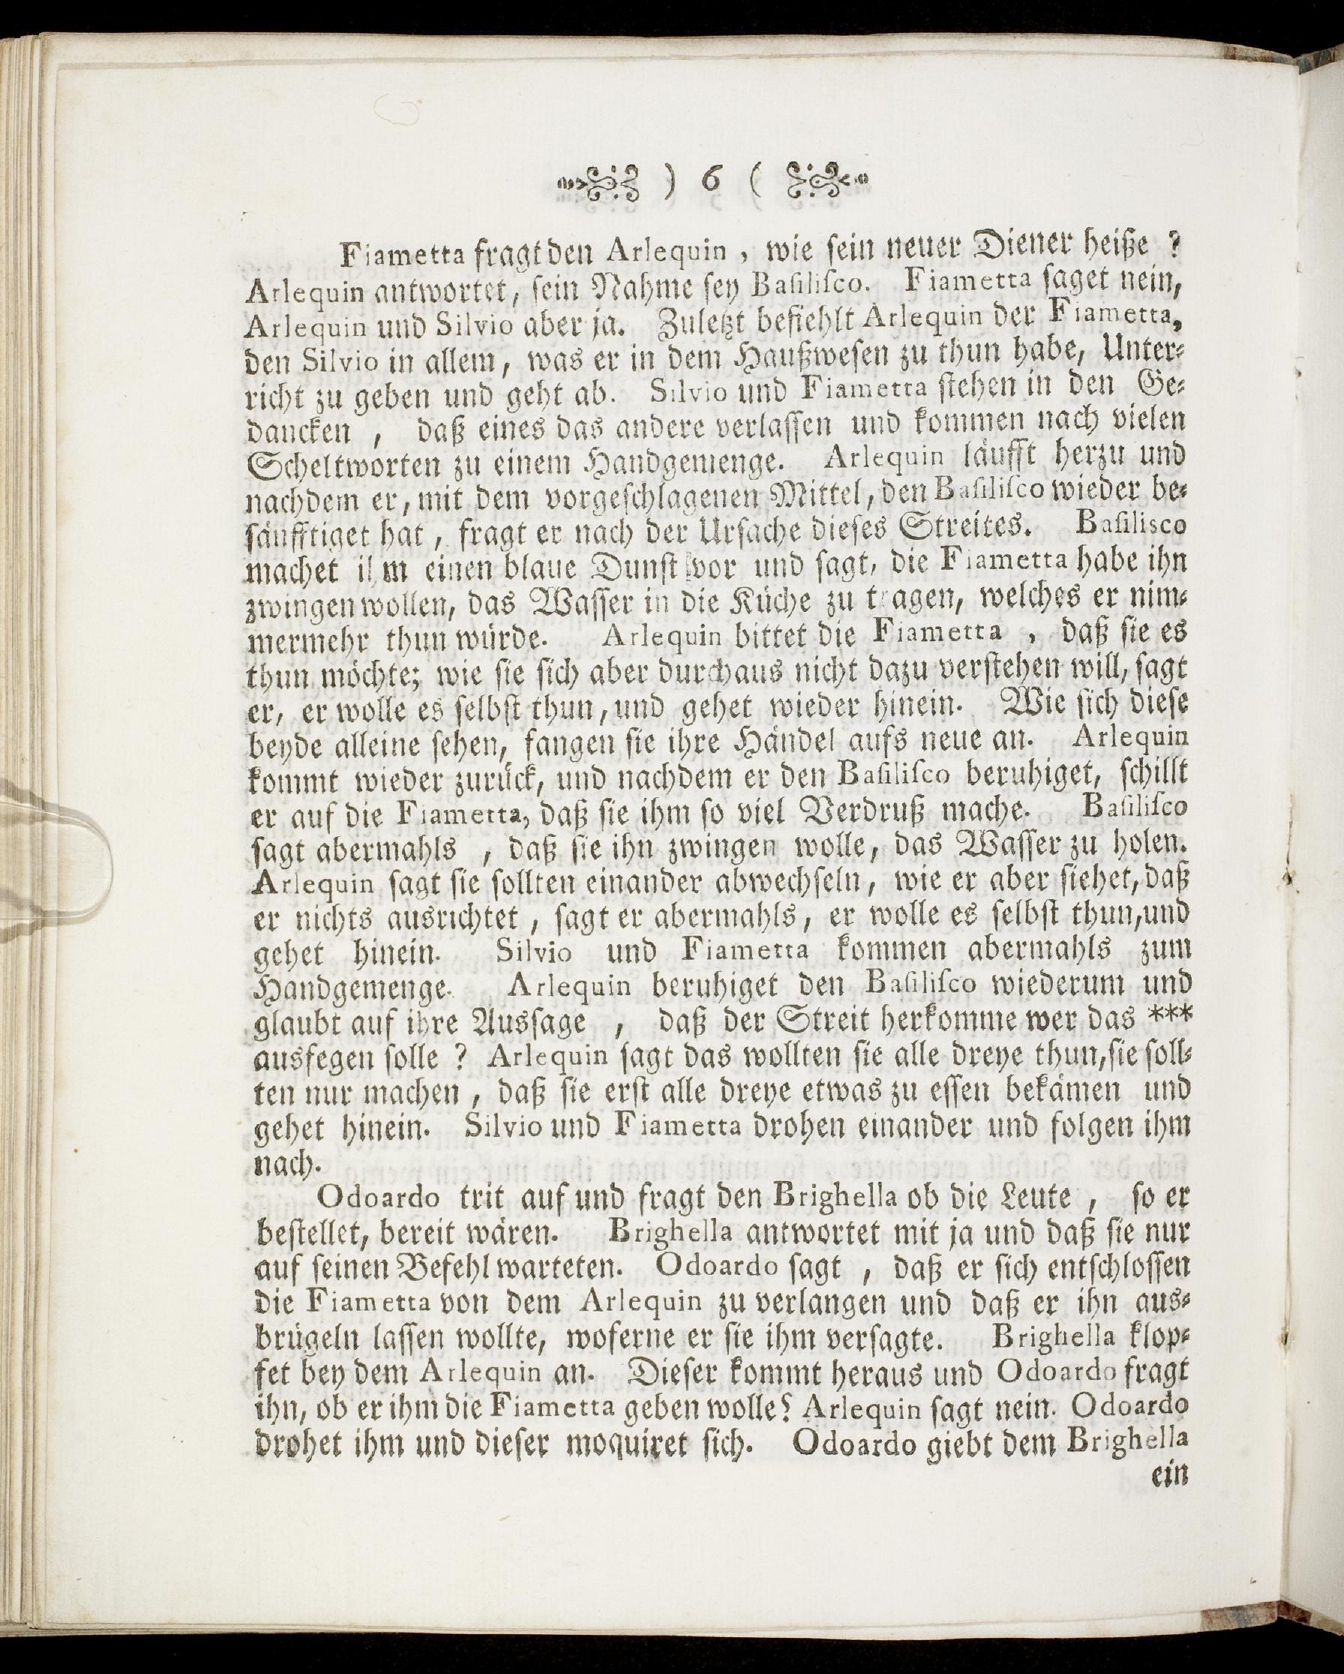 ) 6 (
Fiametta fragt den Arlequin, wie sein neuer Diener heiße ?
Arlequin antwortet, sein Nahme sey Basilisco. Fiametta saget nein,
Arlequin und Silvio aber ja. Zuletzt befiehlt Arlequin der Fiametta,
den Silvio in allem, was er in dem Haußwesen zu thun habe, Unter-
richt zu geben und geht ab. Silvio und Fiametta stehen in den Ge-
dancken , daß eines das andere verlassen und kommen nach vielen
Scheltworten zu einem Handgemenge. Arlequin läufft herzu und
nachdem er, mit dem vorgeschlagenen Mittel, den Basilisco wieder be-
sänfftiget hat, fragt er nach der Ursache dieses Streites. Basilisco
machet ihm einen blaue Dunst vor und sagt, die Fiametta habe ihn
zwingen wollen, das Wasser in die Küche zu tragen, welches er nim-
mermehr thun würde. Arlequin bittet die Fiametta , daß sie es
thun möchte; wie sie sich aber durchaus nicht dazu verstehen will, sagt
er, er wolle es selbst thun, und gehet wieder hinein. Wie sich diese
beyde alleine sehen, fangen sie ihre Händel aufs neue an. Arlequin
kommt wieder zurück, und nachdem er den Basilisco beruhiget, schillt
er auf die Fiametta, daß sie ihm so viel Verdruß mache. Basilisco
sagt abermahls , daß sie ihn zwingen wolle, das Wasser zu holen.
Arlequin sagt sie sollten einander abwechseln, wie er aber siehet, daß
er nichts ausrichtet, sagt er abermahls, er wolle es selbst thun, und
gehet hinein. Silvio und Fiametta kommen abermahls zum
Handgemenge. Arlequin beruhiget den Basilisco wiederum und
glaubt auf ihre Aussage , daß der Streit herkomme wer das ***
ausfegen solle ? Arlequin sagt das wollten sie alle dreye thun, sie soll-
ten nur machen, daß sie erst alle dreye etwas zu essen bekämen und
gehet hinein. Silvio und Fiametta drohen einander und folgen ihm
nach.
Odoardo trit auf und fragt den Brighella ob die Leute , so er
bestellet, bereit wären. Brighella antwortet mit ja und daß sie nur
auf seinen Befehl warteten. Odoardo sagt , daß er sich entschlossen
die Fiametta von dem Arlequin zu verlangen und daß er ihn aus-
brügeln lassen wollte, woferne er sie ihm versagte. Brighella klop-
fet bey dem Arlequin an. Dieser kommt heraus und Odoardo fragt
ihn, ob er ihm die Fiametta geben wolle? Arlequin sagt nein. Odoardo
drohet ihm und dieser moquiret sich. Odoardo giebt dem Brighella
ein